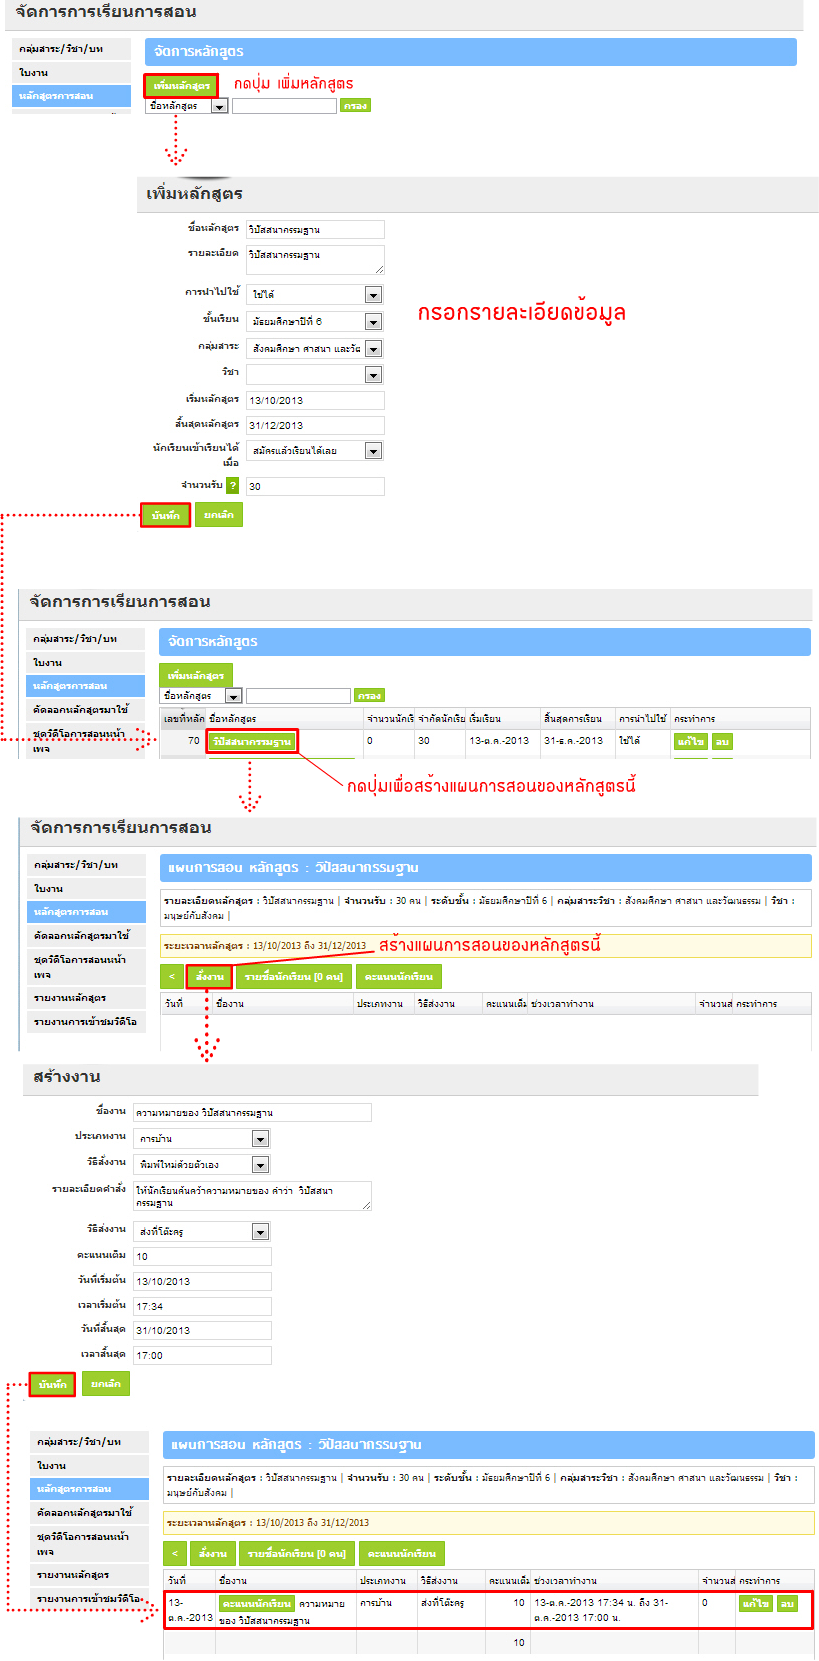 จัดการการเรียนการสอน
กลุ่มสาระ/วิชา/บท
ใบงาน
หลักสูตรการสอน
จัดการหลักสูตร
เพิ่มหลักสูตร กดปุ่ม เพิ่มหลักสูตร
ชื่อหลักสูตร กรอง
เพิ่มหลักสูตร
ชื่อหลักสูตร วิปัสสนากรรมฐาน
รายละเอียด วิปัสสนากรรมฐาน
การนำไปใช้ ใช้ได้
ชั้นเรียน มัธยมศึกษาปีที่ 6
กรอกรายละเอียดข้อมูล
กลุ่มสาระ สังคมศึกษา ศาสนา และวัฒ
วิชา
เริ่มหลักสูตร 13/10/2013
สิ้นสุดหลักสูตร 31/12/2013
นักเรียนเข้าเรียนได้
เมื่อ
สมัครแล้วเรียนได้เลย
จำนวนรับ ? 30
บันทึก ยกเลิก
จัดการการเรียนการสอน
กลุ่มสาระ/วิชา/บท
ใบงาน
หลักสูตรการสอน
คัดลอกหลักสูตรมาใช้
ชุดวิดีโอการสอนหน้า
เพจ
จัดการหลักสูตร
เพิ่มหลักสูตร
ชื่อหลักสูตร กรอง
เลขที่หลัก ชื่อหลักสูตร จำนวนนักเรี จำกัดนักเรีย เริ่มเรียน สิ้นสุดการเรียน การนำไปใช้ กระทำการ
70 วิปัสสนากรรมฐาน 0 30 13-ต.ค.-2013 31-ธ.ค.-2013 ใช้ได้ แก้ไข ลบ
กดปุ่มเพื่อสร้างแผนการสอนของหลักสูตรนี้
จัดการการเรียนการสอน
กลุ่มสาระ/วิชา/บท
ใบงาน
หลักสูตรการสอน
คัดลอกหลักสูตรมาใช้
ชุดวิดีโอการสอนหน้า
เพจ
รายงานหลักสูตร
รายงานการเข้าชมวิดีโอ
แผนการสอน หลักสูตร : วิปัสสนากรรมฐาน
รายละเอียดหลักสูตร : วิปัสสนากรรมฐาน | จำนวนรับ : 30 คน | ระดับชั้น : มัธยมศึกษาปีที่ 6 | กลุ่มสาระวิชา : สังคมศึกษา ศาสนา และวัฒนธรรม | วิชา :
มนุษย์กับสังคม |
ระยะเวลาหลักสูตร : 13/10/2013 ถึง 31/12/2013 สร้างแผนการสอนของหลักสูตรนี้
< สั่งงาน รายชื่อนักเรียน [0 คน] คะแนนนักเรียน
วันที่ ชื่องาน ประเภทงาน วิธีส่งงาน คะแนนเต็ม ช่วงเวลาทำงาน จำนวนส่ กระทำการ
สร้างงาน
ชื่องาน ความหมายของ วิปัสสนากรรมฐาน
ประเภทงาน การบ้าน
วิธีสั่งงาน พิมพ์ใหม่ด้วยตัวเอง
รายละเอียดคำสั่ง ให้นักเรียนค้นคว้าความหมายของ คำว่า วิปัสสนา
กรรมฐาน
วิธีส่งงาน ส่งที่โต๊ะครู
คะแนนเต็ม 10
วันที่เริ่มต้น 13/10/2013
เวลาเริ่มต้น 17:34
วันที่สิ้นสุด 31/10/2013
เวลาสิ้นสุด 17:00
บันทึก ยกเลิก
กลุ่มสาระ/วิชา/บท
ใบงาน
หลักสูตรการสอน
คัดลอกหลักสูตรมาใช้
ชุดวิดีโอการสอนหน้า
เพจ
รายงานหลักสูตร
รายงานการเข้าชมวิดีโอ
แผนการสอน หลักสูตร : วิปัสสนากรรมฐาน
รายละเอียดหลักสูตร : วิปัสสนากรรมฐาน | จำนวนรับ : 30 คน | ระดับชั้น : มัธยมศึกษาปีที่ 6 | กลุ่มสาระวิชา : สังคมศึกษา ศาสนา และวัฒนธรรม | วิชา :
มนุษย์กับสังคม |
ระยะเวลาหลักสูตร : 13/10/2013 ถึง 31/12/2013
< สั่งงาน รายชื่อนักเรียน [0 คน] คะแนนนักเรียน
วันที่ ชื่องาน ประเภทงาน วิธีส่งงาน คะแนนเต็ม ช่วงเวลาทำงาน จำนวนส่ กระทำการ
13- คะแนนนักเรียน ความหมาย การบ้าน ส่งที่โต๊ะครู 10 13-ต.ค.-2013 17:34 น. ถึง 31- 0 แก้ไข ลบ
ต.ค.-2013 ของ วิปัสสนากรรมฐาน ต.ค.-2013 17:00 น.
10